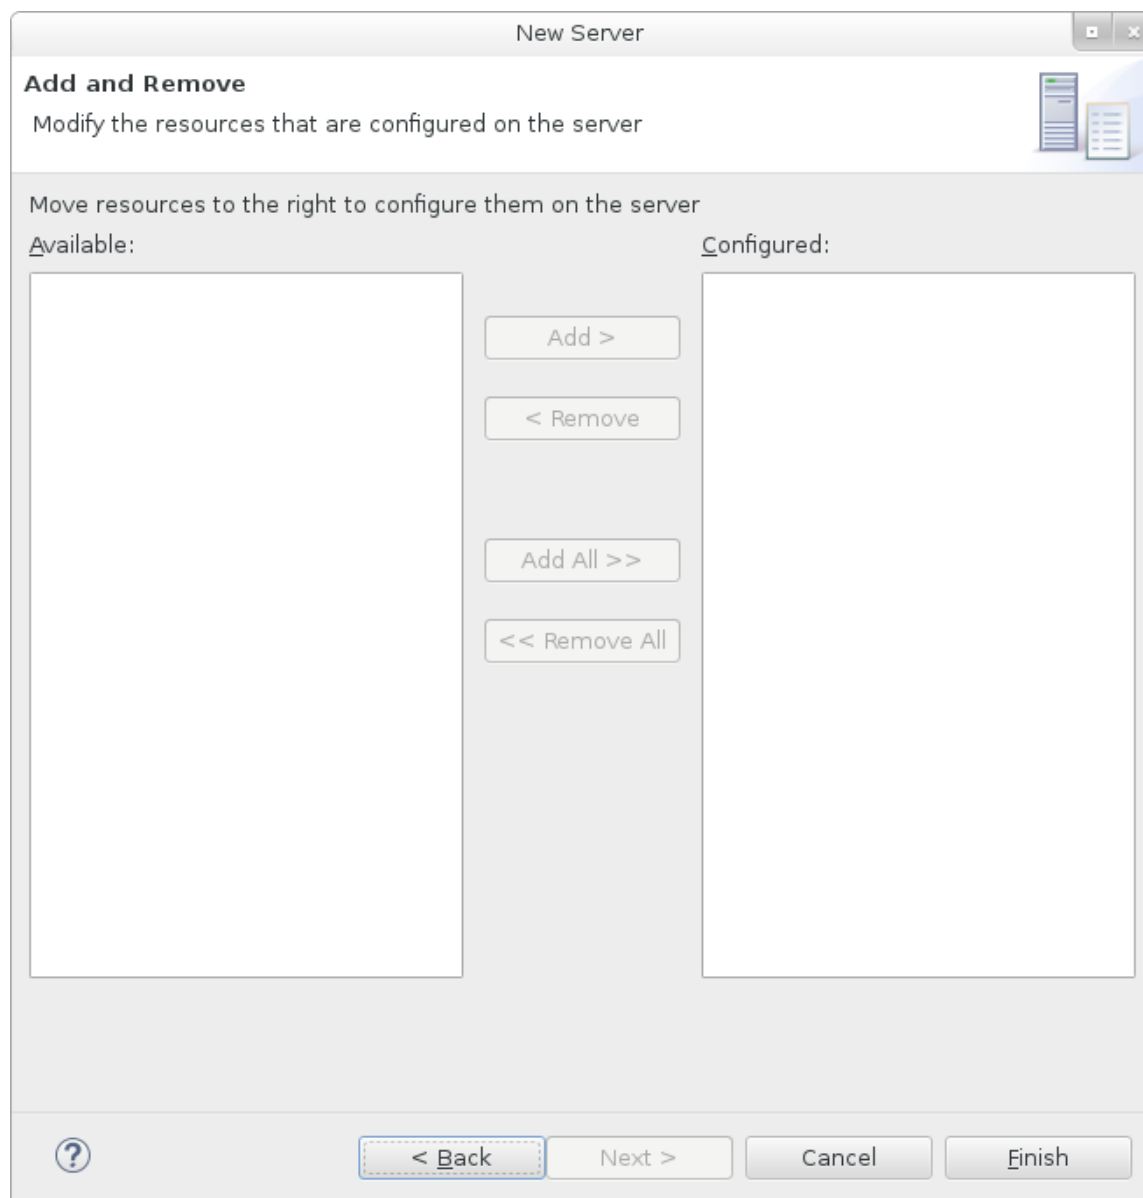 New Server
Add and Remove
Modify the resources that are configured on the server
Move resources to the right to configure them on the server
Available:
Configured:
Add >
< Remove
Add All >>
<< Remove All
?
< Back
Next >
Cancel
Finish